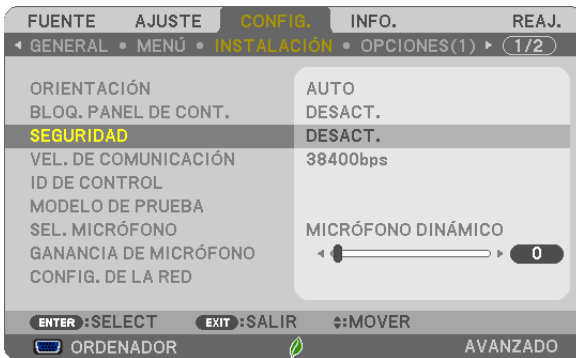 FUENTE AJUSTE CONFIG. INFO. REAJ.
GENERAL • MENÚ • INSTALACIÓN • OPCIONES(1) 1/2
ORIENTACIÓN AUTO
BLOQ. PANEL DE CONT. DESACT.
SEGURIDAD DESACT.
VEL. DE COMUNICACIÓN 38400bps
ID DE CONTROL
MODELO DE PRUEBA
SEL. MICRÓFONO MICRÓFONO DINÁMICO
GANANCIA DE MICRÓFONO 0
CONFIG. DE LA RED
ENTER :SELECT EXIT :SALIR :MOVER
ORDENADOR AVANZADO